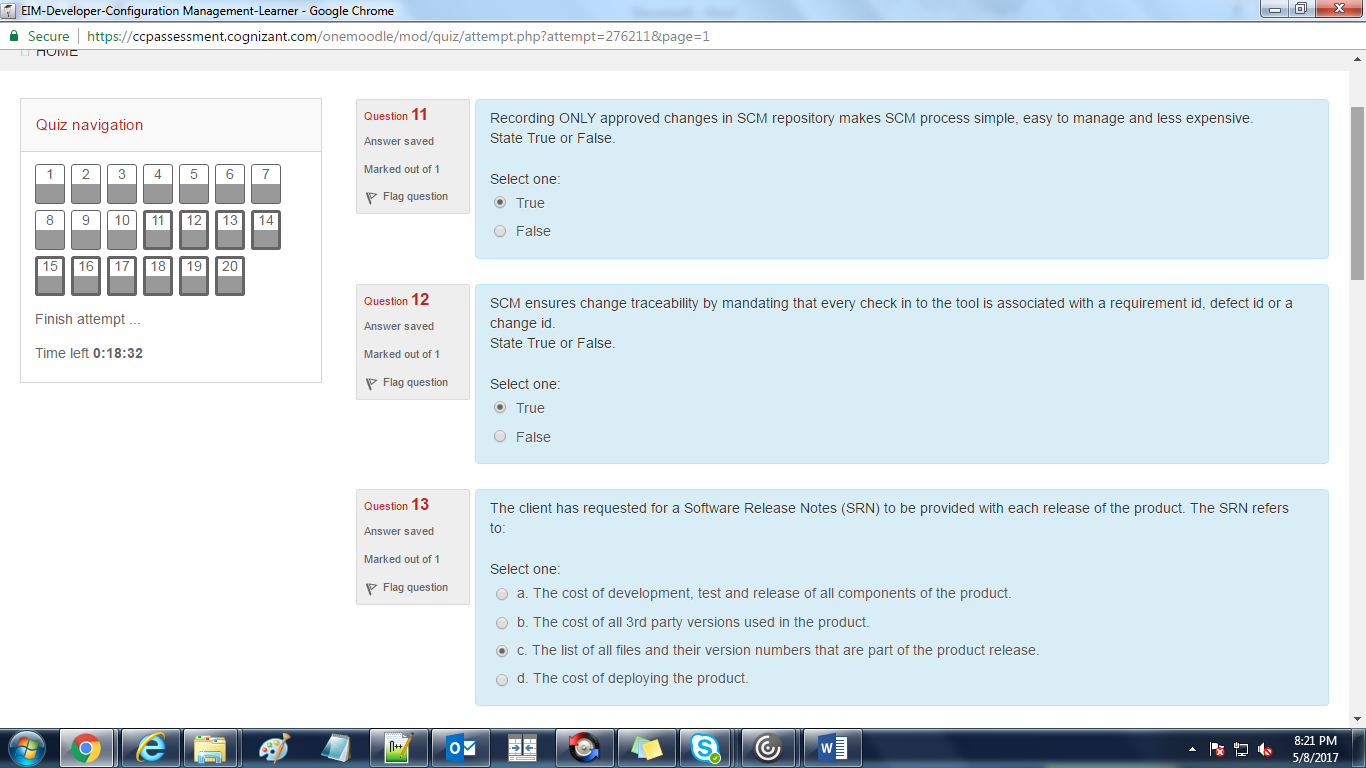 EIM-Developer-Configuration Management-Learner - Google Chrome
Secure https://ccpassessment.cognizant.com/onemoodle/mod/quiz/attempt.php?attempt=276211&page=1
HOME
Quiz navigation
1 2 3 4 5 6 7
8 9 10 11 12 13 14
15 16 17 18 19 20
Finish attempt ...
Time left 0:18:32
Question 11
Answer saved
Marked out of 1
Flag question
Recording ONLY approved changes in SCM repository makes SCM process simple, easy to manage and less expensive.
State True or False.
Select one:
True
False
Question 12
Answer saved
Marked out of 1
Flag question
SCM ensures change traceability by mandating that every check in to the tool is associated with a requirement id, defect id or a
change id.
State True or False.
Select one:
True
False
Question 13
Answer saved
Marked out of 1
Flag question
The client has requested for a Software Release Notes (SRN) to be provided with each release of the product. The SRN refers
to:
Select one:
a. The cost of development, test and release of all components of the product.
b. The cost of all 3rd party versions used in the product.
c. The list of all files and their version numbers that are part of the product release.
d. The cost of deploying the product.
8:21 PM
5/8/2017